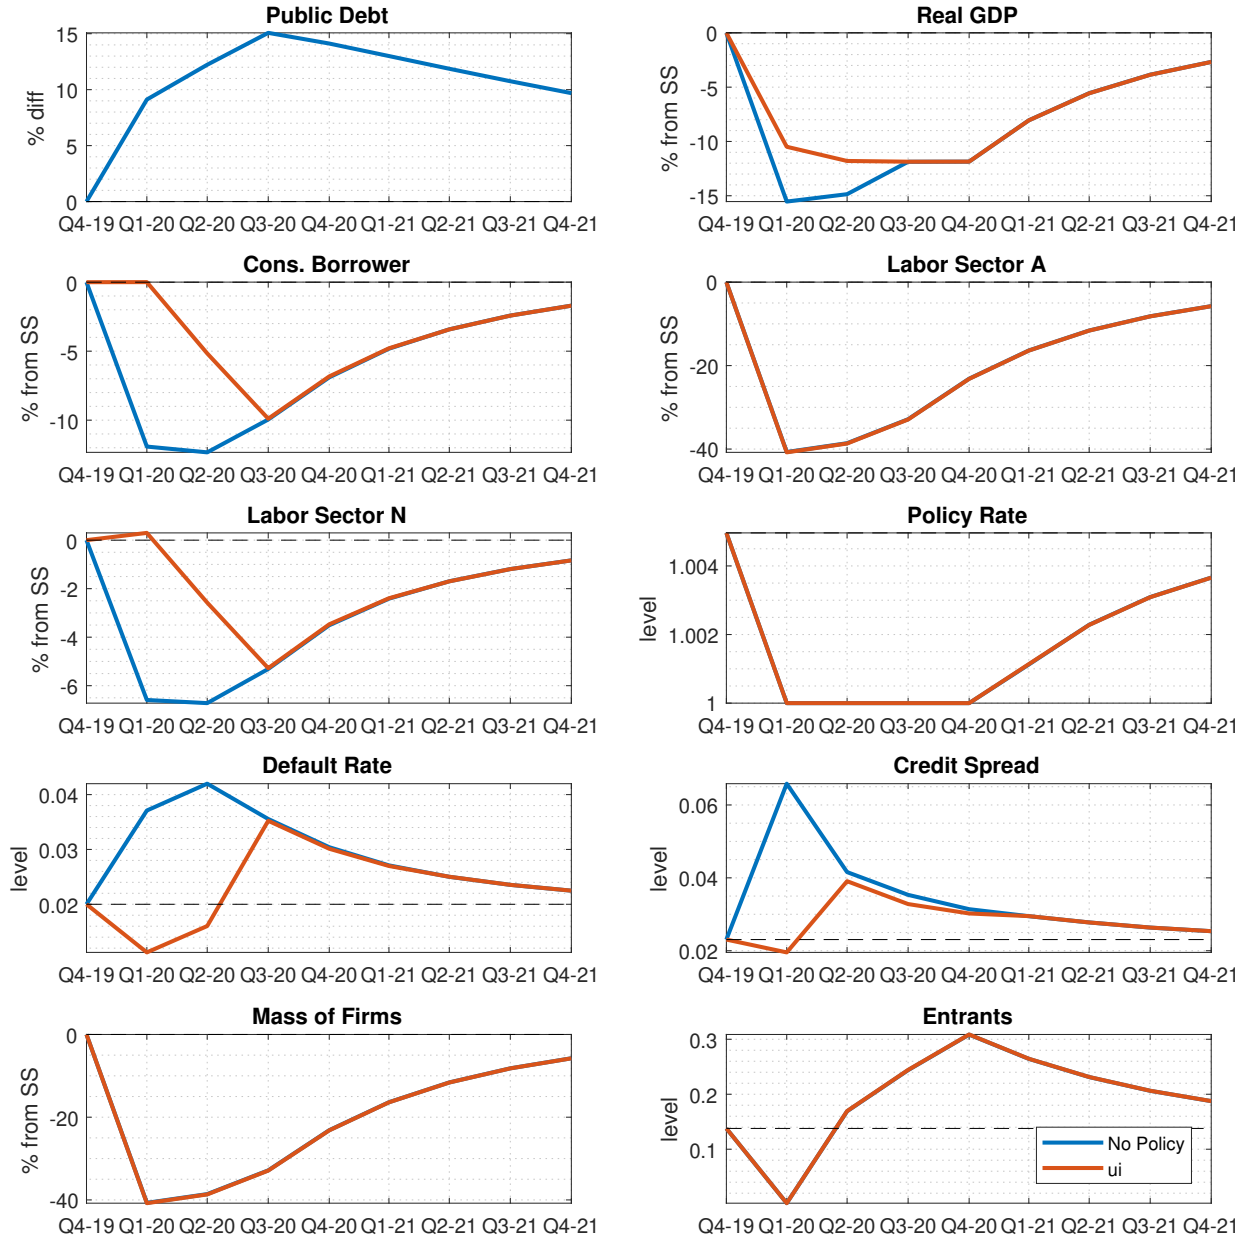 Public Debt
% diff
15
10
5
0
Q4-19 Q1-20 Q2-20 Q3-20 Q4-20 Q1-21 Q2-21 Q3-21 Q4-21
Real GDP
% from SS
0
-5
-10
-15
Q4-19 Q1-20 Q2-20 Q3-20 Q4-20 Q1-21 Q2-21 Q3-21 Q4-21
Cons. Borrower
% from SS
0
-5
-10
Q4-19 Q1-20 Q2-20 Q3-20 Q4-20 Q1-21 Q2-21 Q3-21 Q4-21
Labor Sector A
% from SS
0
-20
-40
Q4-19 Q1-20 Q2-20 Q3-20 Q4-20 Q1-21 Q2-21 Q3-21 Q4-21
Labor Sector N
% from SS
0
-2
-4
-6
Q4-19 Q1-20 Q2-20 Q3-20 Q4-20 Q1-21 Q2-21 Q3-21 Q4-21
Policy Rate
level
1.004
1.002
1
Q4-19 Q1-20 Q2-20 Q3-20 Q4-20 Q1-21 Q2-21 Q3-21 Q4-21
Default Rate
level
0.04
0.03
0.02
Q4-19 Q1-20 Q2-20 Q3-20 Q4-20 Q1-21 Q2-21 Q3-21 Q4-21
Credit Spread
level
0.06
0.04
0.02
Q4-19 Q1-20 Q2-20 Q3-20 Q4-20 Q1-21 Q2-21 Q3-21 Q4-21
Mass of Firms
% from SS
0
-20
-40
Q4-19 Q1-20 Q2-20 Q3-20 Q4-20 Q1-21 Q2-21 Q3-21 Q4-21
Entrants
level
0.3
0.2
0.1
No Policy
ui
Q4-19 Q1-20 Q2-20 Q3-20 Q4-20 Q1-21 Q2-21 Q3-21 Q4-21